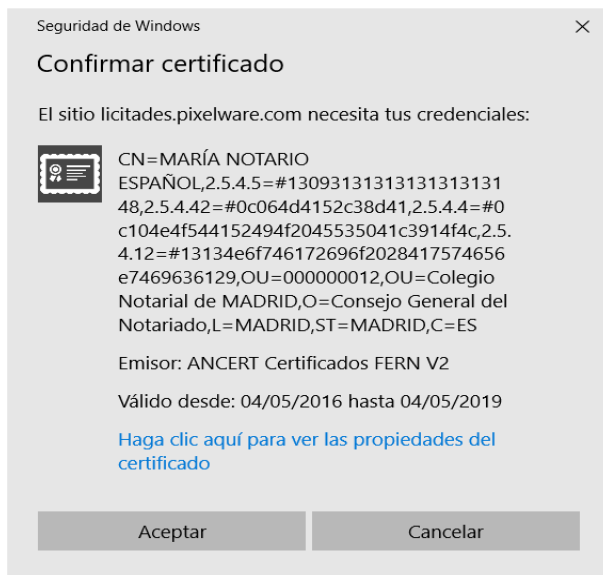 Seguridad de Windows
Confirmar certificado
El sitio licitades.pixelware.com necesita tus credenciales:
CN=MARÍA NOTARIO
ESPAÑOL,2.5.4.5=#13093131313131313131
48,2.5.4.42=#0c064d4152c38d41,2.5.4.4=#0
c104e4f544152494f2045535041c3914f4c,2.5.
4.12=#13134e6f746172696f2028417574656
e7469636129,OU=000000012,OU=Colegio
Notarial de MADRID,O=Consejo General del
Notariado,L=MADRID,ST=MADRID,C=ES
Emisor: ANCERT Certificados FERN V2
Válido desde: 04/05/2016 hasta 04/05/2019
Haga clic aquí para ver las propiedades del
certificado
Aceptar
Cancelar